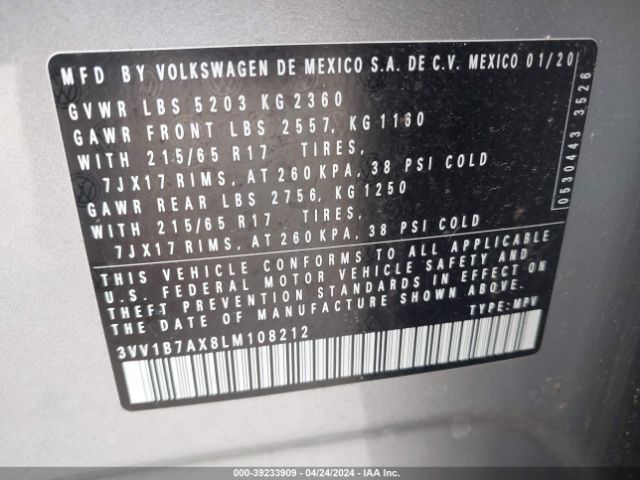 MFD BY VOLKSWAGEN DE MEXICO S.A. DE C.V. MEXICO 01/20
GVWR LBS 5203 KG 2360
GAWR FRONT LBS 2557, KG 1160
WITH 215/65 R17 TIRES,
7JX17 RIMS, AT 260 KPA, 38 PSI COLD
GAWR REAR LBS 2756, KG 1250
WITH 215/65 R17 TIRES,
7JX17 RIMS, AT 260 KPA, 38 PSI COLD
THIS VEHICLE CONFORMS TO ALL APPLICABLE
U.S. FEDERAL MOTOR VEHICLE SAFETY AND
THEFT PREVENTION STANDARDS IN EFFECT ON
THE DATE OF MANUFACTURE SHOWN ABOVE.
3VV1B7AX8LM108212 TYPE: MPV
0530443 3526
000-39233909 • 04/24/2024 • IAA Inc.